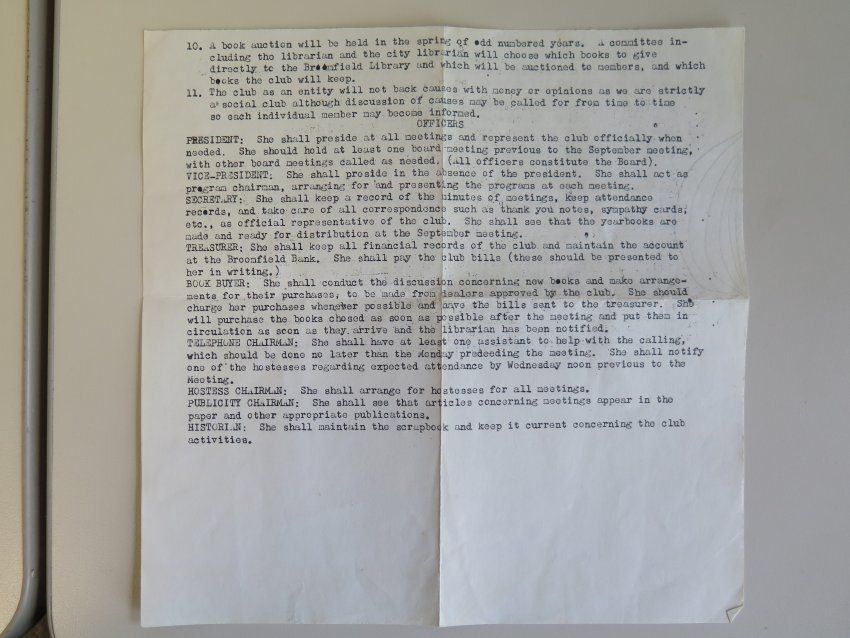 10. A book auction will be held in the spring of odd numbered years. A committee in-
cluding the librarian and the city librarian will choose which books to give
directly to the Broomfield Library and which will be auctioned to members, and which
books the club will keep.
11. The club as an entity will not back causes with money or opinions as we are strictly
a social club although discussion of causes may be called for from time to time
so each individual member may become informed.
OFFICERS
PRESIDENT: She shall preside at all meetings and represent the club officially when
needed. She should hold at least one board meeting previous to the September meeting,
with other board meetings called as needed. (All officers constitute the Board).
VICE-PRESIDENT: She shall preside in the absence of the president. She shall act as
program chairman, arranging for and presenting the programs at each meeting.
SECRETARY: She shall keep a record of the minutes of meetings, keep attendance
records, and take care of all correspondence such as thank you notes, sympathy cards,
etc., as official representative of the club. She shall see that the yearbooks are
made and ready for distribution at the September meeting.
TREASURER: She shall keep all financial records of the club and maintain the account
at the Broomfield Bank. She shall pay the club bills (these should be presented to
her in writing.)
BOOK BUYER: She shall conduct the discussion concerning new books and make arrange-
ments for their purchases, to be made from dealers approved by the club. She should
charge her purchases whenever possible and have the bills sent to the treasurer. She
will purchase the books chosed as soon as possible after the meeting and put them in
circulation as soon as they arrive and the librarian has been notified.
TELEPHONE CHAIRMAN: She shall have at least one assistant to help with the calling,
which should be done no later than the Monday predeeding the meeting. She shall notify
one of the hostesses regarding expected attendance by Wednesday noon previous to the
Meeting.
HOSTESS CHAIRMAN: She shall arrange for hostesses for all meetings.
PUBLICITY CHAIRMAN: She shall see that articles concerning meetings appear in the
paper and other appropriate publications.
HISTORIAN: She shall maintain the scrapbook and keep it current concerning the club
activities.